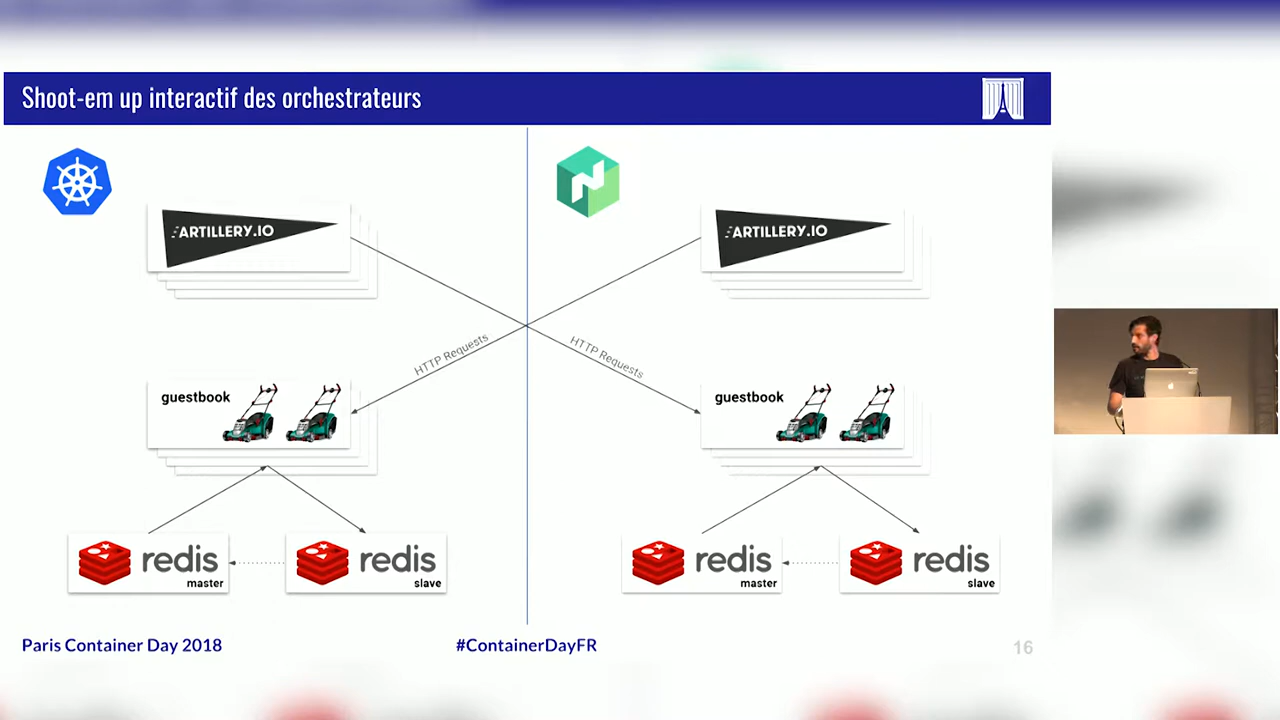 Shoot-em up interactif des orchestrateurs
ARTILLERY.IO
ARTILLERY.IO
HTTP Requests
HTTP Requests
guestbook
guestbook
redis
master
redis
slave
redis
master
redis
slave
Paris Container Day 2018
#ContainerDayFR
16